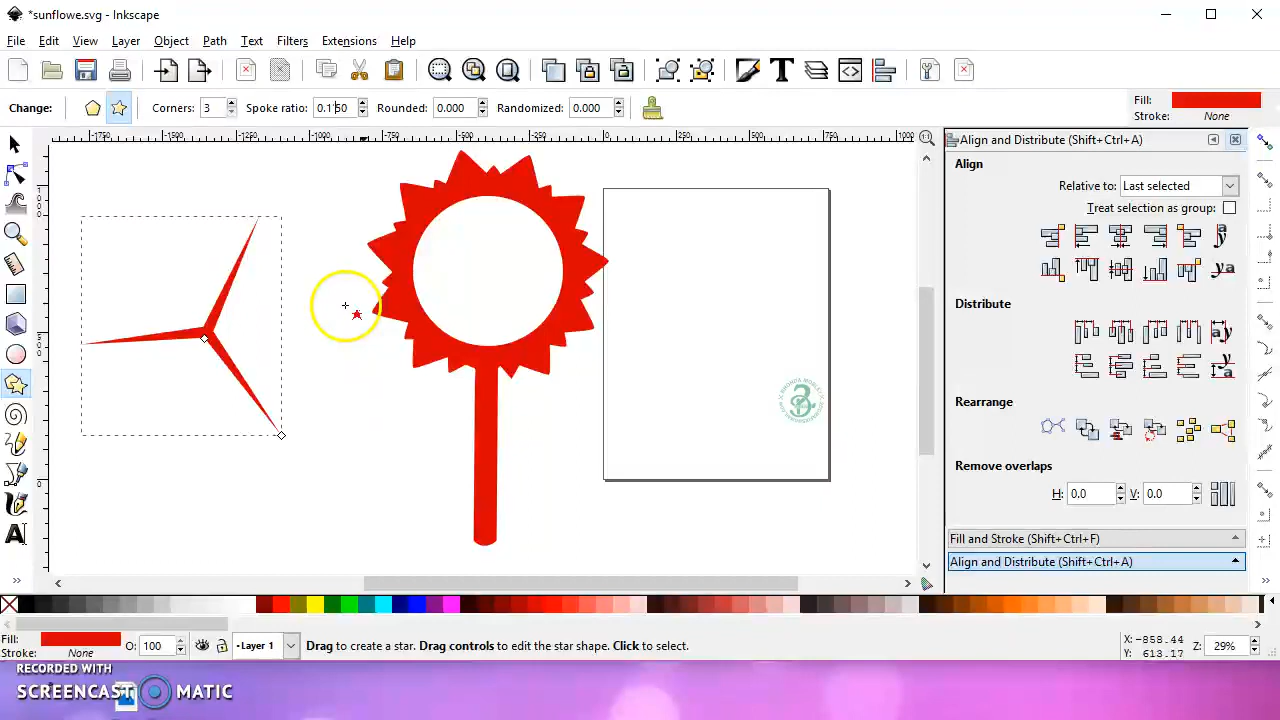 *sunflowe.svg - Inkscape
File Edit View Layer Object Path Text Filters Extensions Help
Change: Corners: 3 Spoke ratio: 0.150 Rounded: 0.000 Randomized: 0.000 Fill: Stroke: None
Align and Distribute (Shift+Ctrl+A)
Align
Relative to: Last selected
Treat selection as group:
Distribute
Rearrange
Remove overlaps
H: 0.0 V: 0.0
Fill and Stroke (Shift+Ctrl+F)
Align and Distribute (Shift+Ctrl+A)
Fill: Stroke: None O: 100 Layer 1 Drag to create a star. Drag controls to edit the star shape. Click to select. X: -858.44 Y: 613.17 Z: 29%
RECORDED WITH
SCREENCAST MATIC